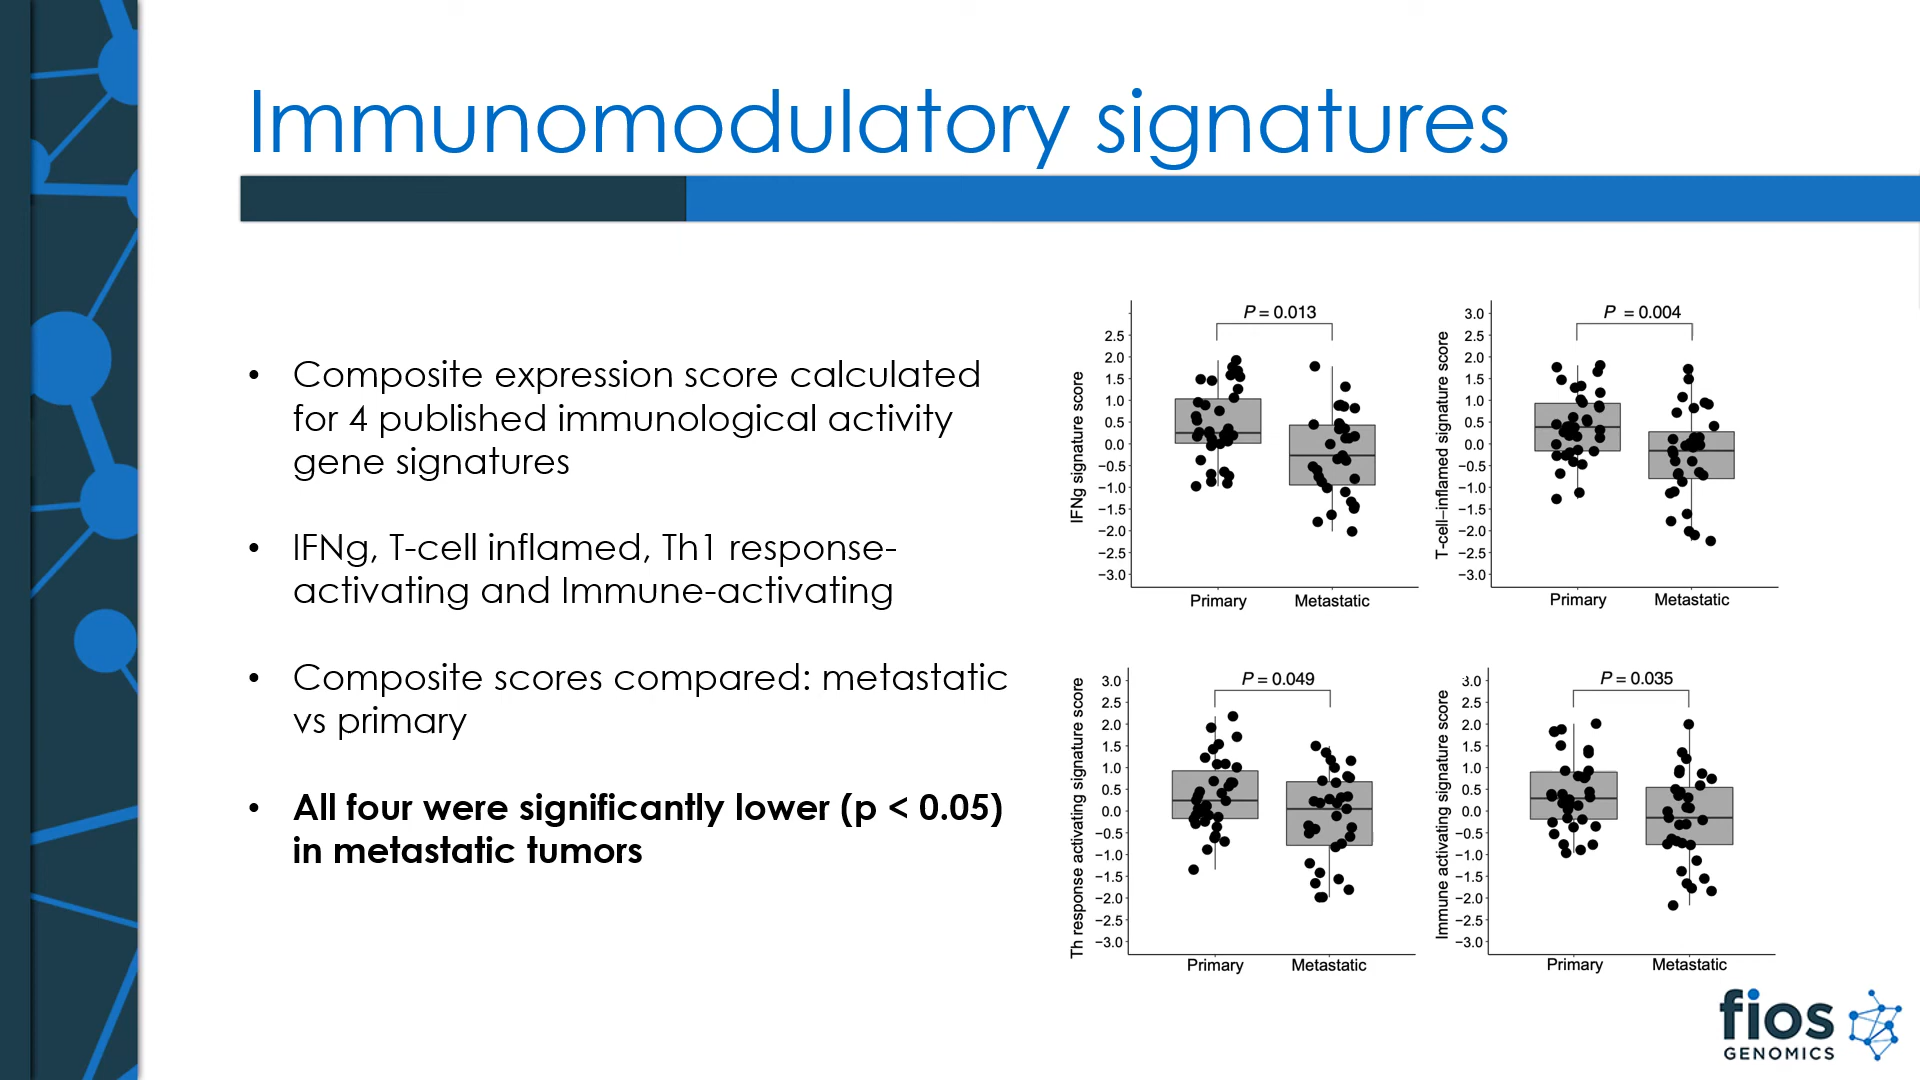 Immunomodulatory signatures
• Composite expression score calculated
for 4 published immunological activity
gene signatures
• IFNg, T-cell inflamed, Th1 response-
activating and Immune-activating
• Composite scores compared: metastatic
vs primary
• All four were significantly lower (p < 0.05)
in metastatic tumors
P = 0.013
IFNg signature score
2.5
2.0
1.5
1.0
0.5
0.0
−0.5
−1.0
−1.5
−2.0
−2.5
−3.0
Primary Metastatic
P = 0.004
T-cell–inflamed signature score
3.0
2.5
2.0
1.5
1.0
0.5
0.0
−0.5
−1.0
−1.5
−2.0
−2.5
−3.0
Primary Metastatic
P = 0.049
Th response activating signature score
3.0
2.5
2.0
1.5
1.0
0.5
0.0
−0.5
−1.0
−1.5
−2.0
−2.5
−3.0
Primary Metastatic
P = 0.035
Immune activating signature score
3.0
2.5
2.0
1.5
1.0
0.5
0.0
−0.5
−1.0
−1.5
−2.0
−2.5
−3.0
Primary Metastatic
fios
GENOMICS